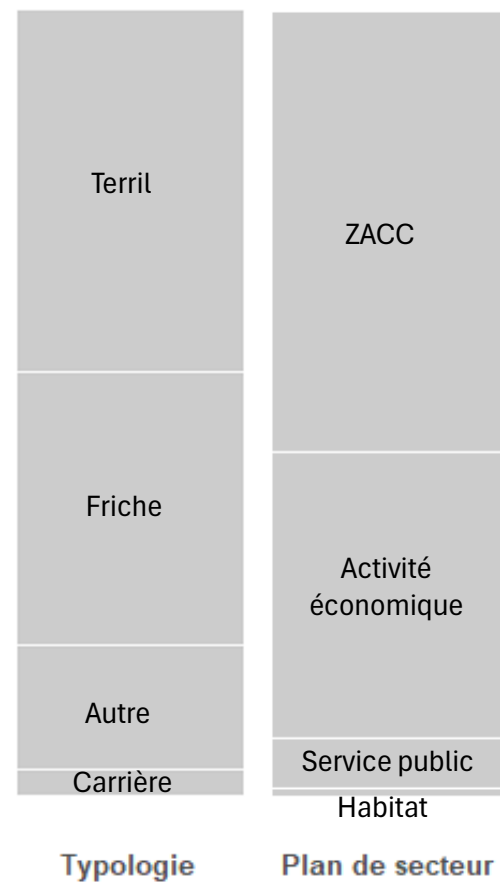 Terril
Friche
Autre
Carrière
Typologie
ZACC
Activité
économique
Service public
Habitat
Plan de secteur